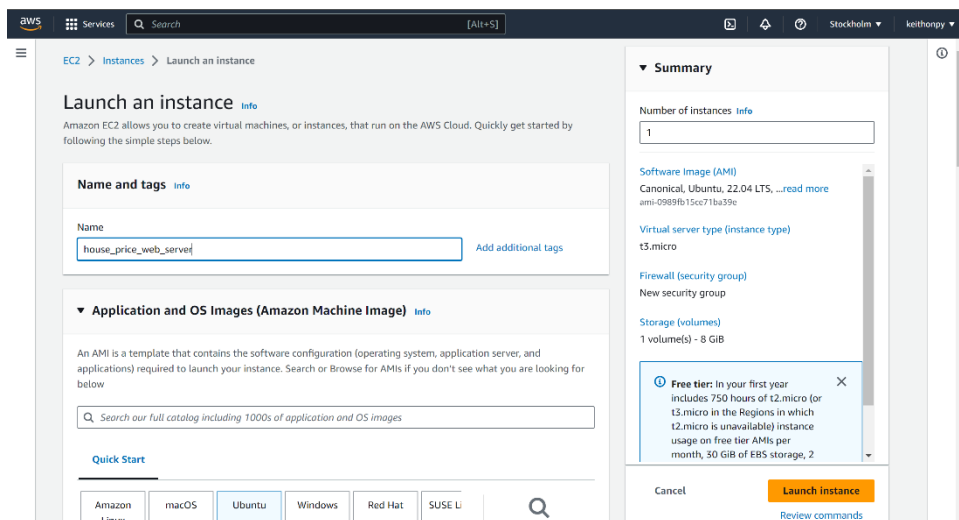 aws
Services
Search
[Alt+S]
Stockholm ▼
keithonpy ▼
EC2 > Instances > Launch an instance
Launch an instance Info
Amazon EC2 allows you to create virtual machines, or instances, that run on the AWS Cloud. Quickly get started by
following the simple steps below.
Name and tags Info
Name
house_price_web_server
Add additional tags
▼ Application and OS Images (Amazon Machine Image) Info
An AMI is a template that contains the software configuration (operating system, application server, and
applications) required to launch your instance. Search or Browse for AMIs if you don't see what you are looking for
below
Search our full catalog including 1000s of application and OS images
Quick Start
Amazon
macOS
Ubuntu
Windows
Red Hat
SUSE Li
▼ Summary
Number of instances Info
1
Software Image (AMI)
Canonical, Ubuntu, 22.04 LTS, ...read more
ami-0989fb15ce71ba39e
Virtual server type (instance type)
t3.micro
Firewall (security group)
New security group
Storage (volumes)
1 volume(s) - 8 GiB
Free tier: In your first year
includes 750 hours of t2.micro (or
t3.micro in the Regions in which
t2.micro is unavailable) instance
usage on free tier AMIs per
month, 30 GiB of EBS storage, 2
Cancel
Launch instance
Review commands